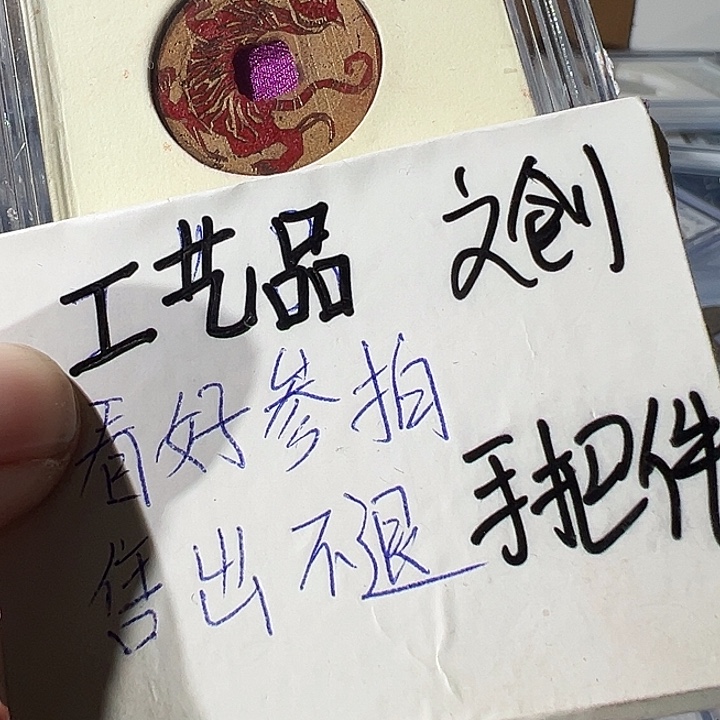 工艺品 文创
看好参拍
售出不退 手把件